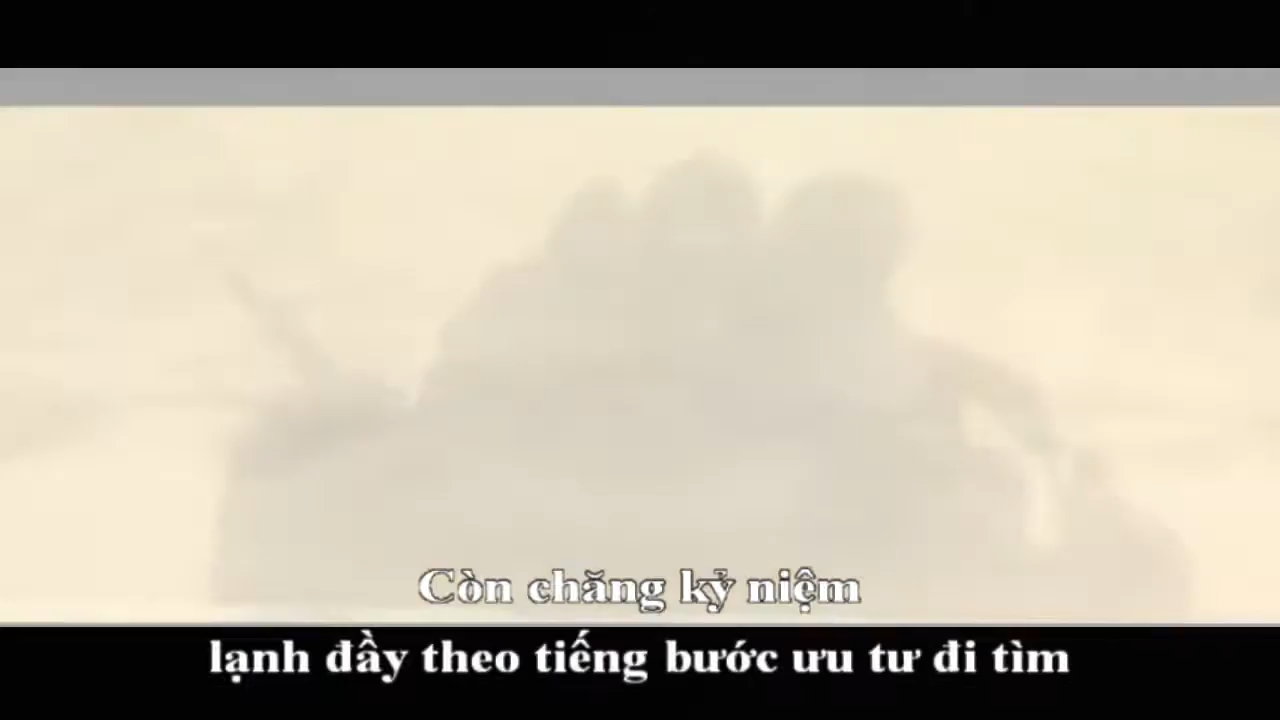 Còn chăng kỷ niệm
lạnh đầy theo tiếng bước ưu tư đi tìm